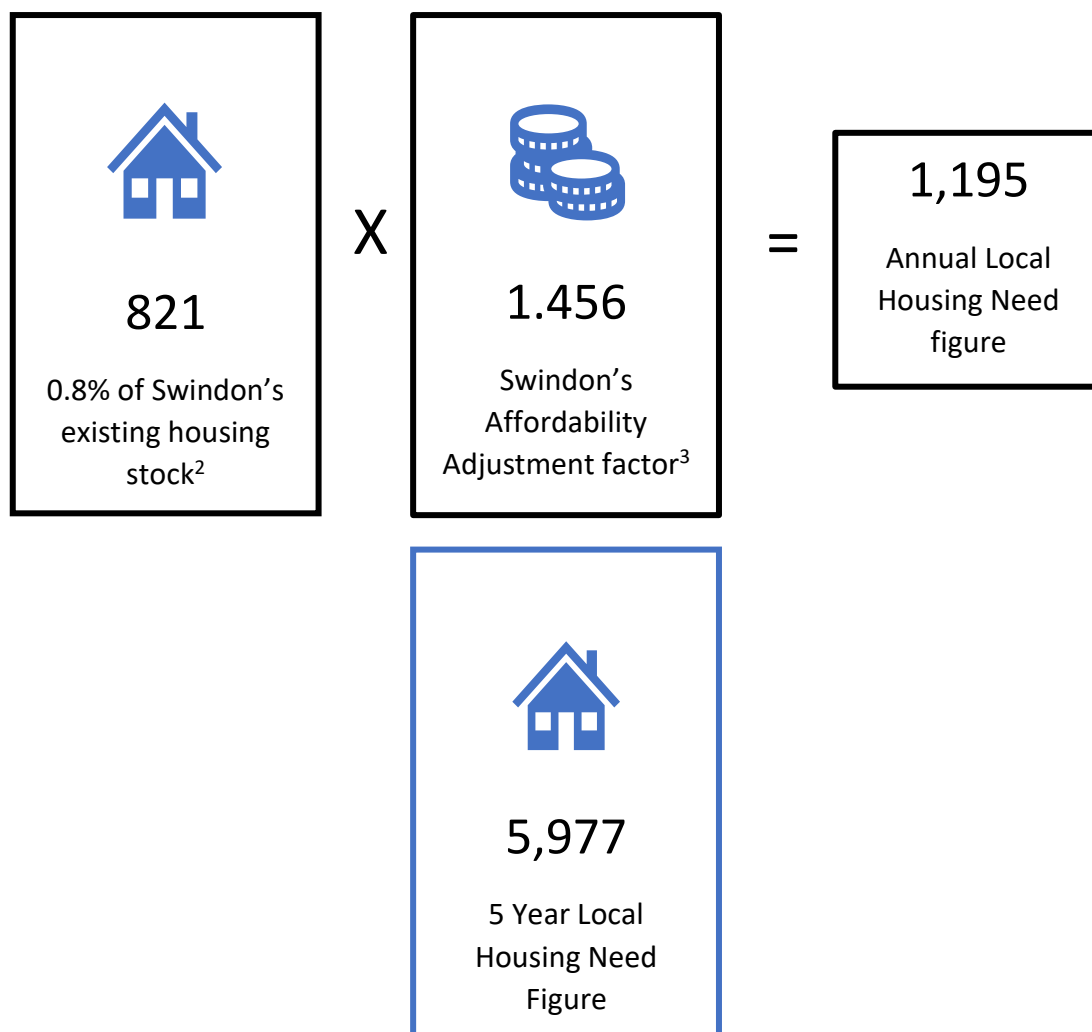 821
0.8% of Swindon’s
existing housing
stock²
X
1.456
Swindon’s
Affordability
Adjustment factor³
=
1,195
Annual Local
Housing Need
figure
5,977
5 Year Local
Housing Need
Figure